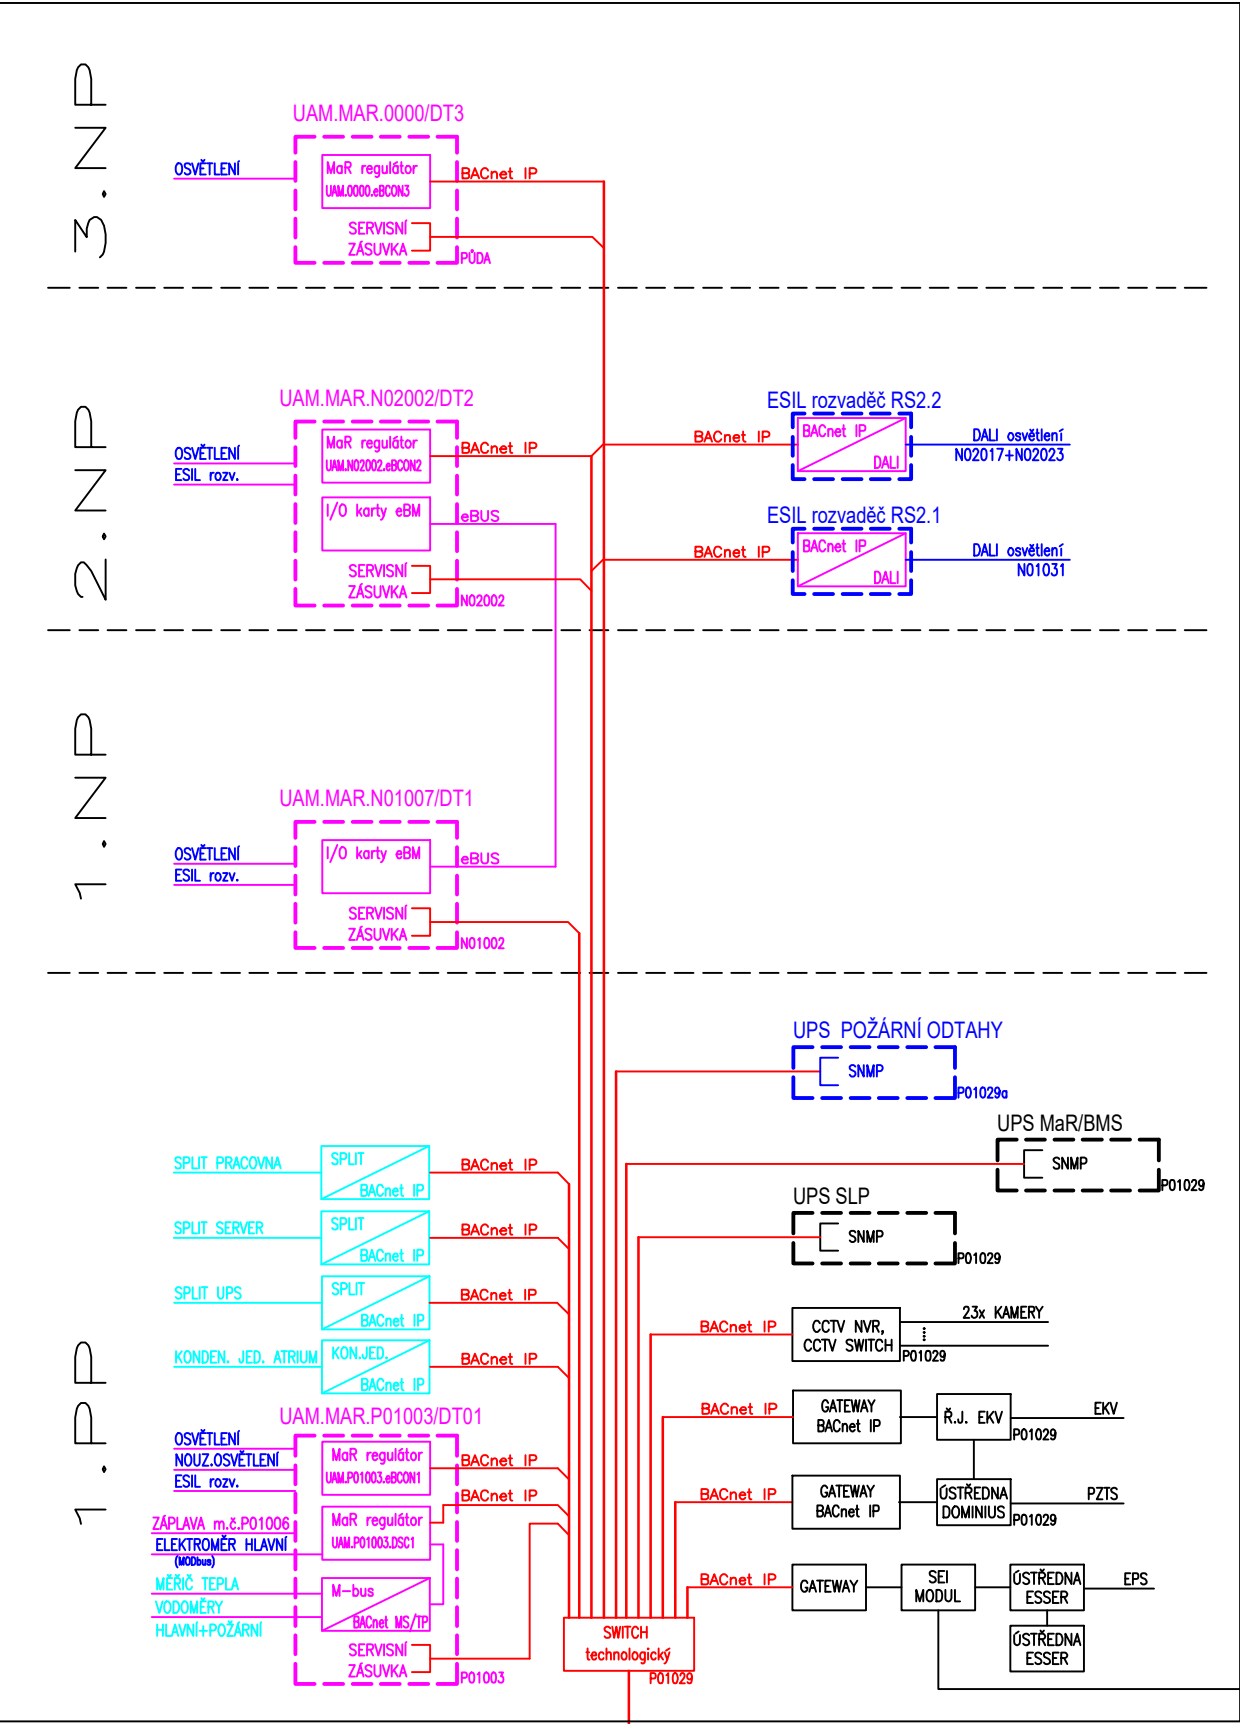 3.NP
UAM.MAR.0000/DT3
OSVĚTLENÍ
MaR regulátor
UAM.0000.eBCON3
BACnet IP
SERVISNÍ
ZÁSUVKA
PŮDA
2.NP
UAM.MAR.N02002/DT2
OSVĚTLENÍ
ESIL rozv.
MaR regulátor
UAM.N02002.eBCON2
BACnet IP
I/O karty eBM
eBUS
SERVISNÍ
ZÁSUVKA
N02002
ESIL rozvaděč RS2.2
BACnet IP
BACnet IP
DALI
DALI osvětlení
N02017+N02023
ESIL rozvaděč RS2.1
BACnet IP
BACnet IP
DALI
DALI osvětlení
N01031
1.NP
UAM.MAR.N01007/DT1
OSVĚTLENÍ
ESIL rozv.
I/O karty eBM
eBUS
SERVISNÍ
ZÁSUVKA
N01002
1.PP
UPS POŽÁRNÍ ODTAHY
SNMP
P01029a
UPS MaR/BMS
SNMP
P01029
UPS SLP
SNMP
P01029
SPLIT PRACOVNA
SPLIT
BACnet IP
BACnet IP
SPLIT SERVER
SPLIT
BACnet IP
BACnet IP
SPLIT UPS
SPLIT
BACnet IP
BACnet IP
KONDEN. JED. ATRIUM
KON.JED.
BACnet IP
BACnet IP
UAM.MAR.P01003/DT01
OSVĚTLENÍ
NOUZ.OSVĚTLENÍ
ESIL rozv.
MaR regulátor
UAM.P01003.eBCON1
BACnet IP
BACnet IP
ZÁPLAVA m.č.P01006
ELEKTROMĚR HLAVNÍ
(MODbus)
MaR regulátor
UAM.P01003.DSC1
MĚŘIČ TEPLA
VODOMĚRY
HLAVNÍ+POŽÁRNÍ
M-bus
BACnet MS/TP
SERVISNÍ
ZÁSUVKA
P01003
BACnet IP
CCTV NVR,
CCTV SWITCH
P01029
23x KAMERY
BACnet IP
GATEWAY
BACnet IP
Ř.J. EKV
P01029
EKV
BACnet IP
GATEWAY
BACnet IP
ÚSTŘEDNA
DOMINIUS
P01029
PZTS
BACnet IP
GATEWAY
SEI
MODUL
ÚSTŘEDNA
ESSER
EPS
ÚSTŘEDNA
ESSER
SWITCH
technologický
P01029